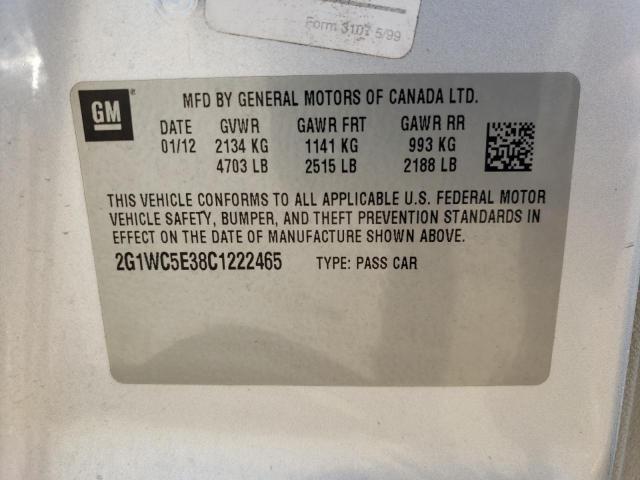 Form 3107 5/99
GM ®
MFD BY GENERAL MOTORS OF CANADA LTD.
DATE GVWR GAWR FRT GAWR RR
01/12 2134 KG 1141 KG 993 KG
4703 LB 2515 LB 2188 LB
THIS VEHICLE CONFORMS TO ALL APPLICABLE U.S. FEDERAL MOTOR
VEHICLE SAFETY, BUMPER, AND THEFT PREVENTION STANDARDS IN
EFFECT ON THE DATE OF MANUFACTURE SHOWN ABOVE.
2G1WC5E38C1222465 TYPE: PASS CAR